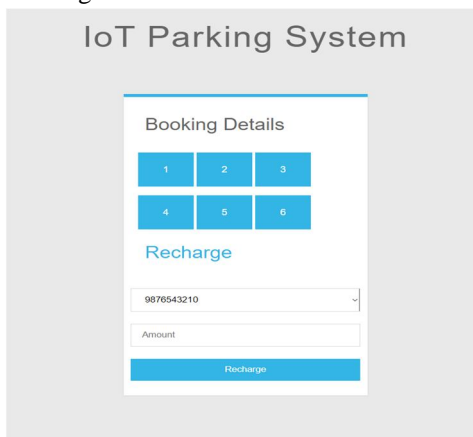 IoT Parking System
Booking Details
1 2 3
4 5 6
Recharge
9876543210
Amount
Recharge